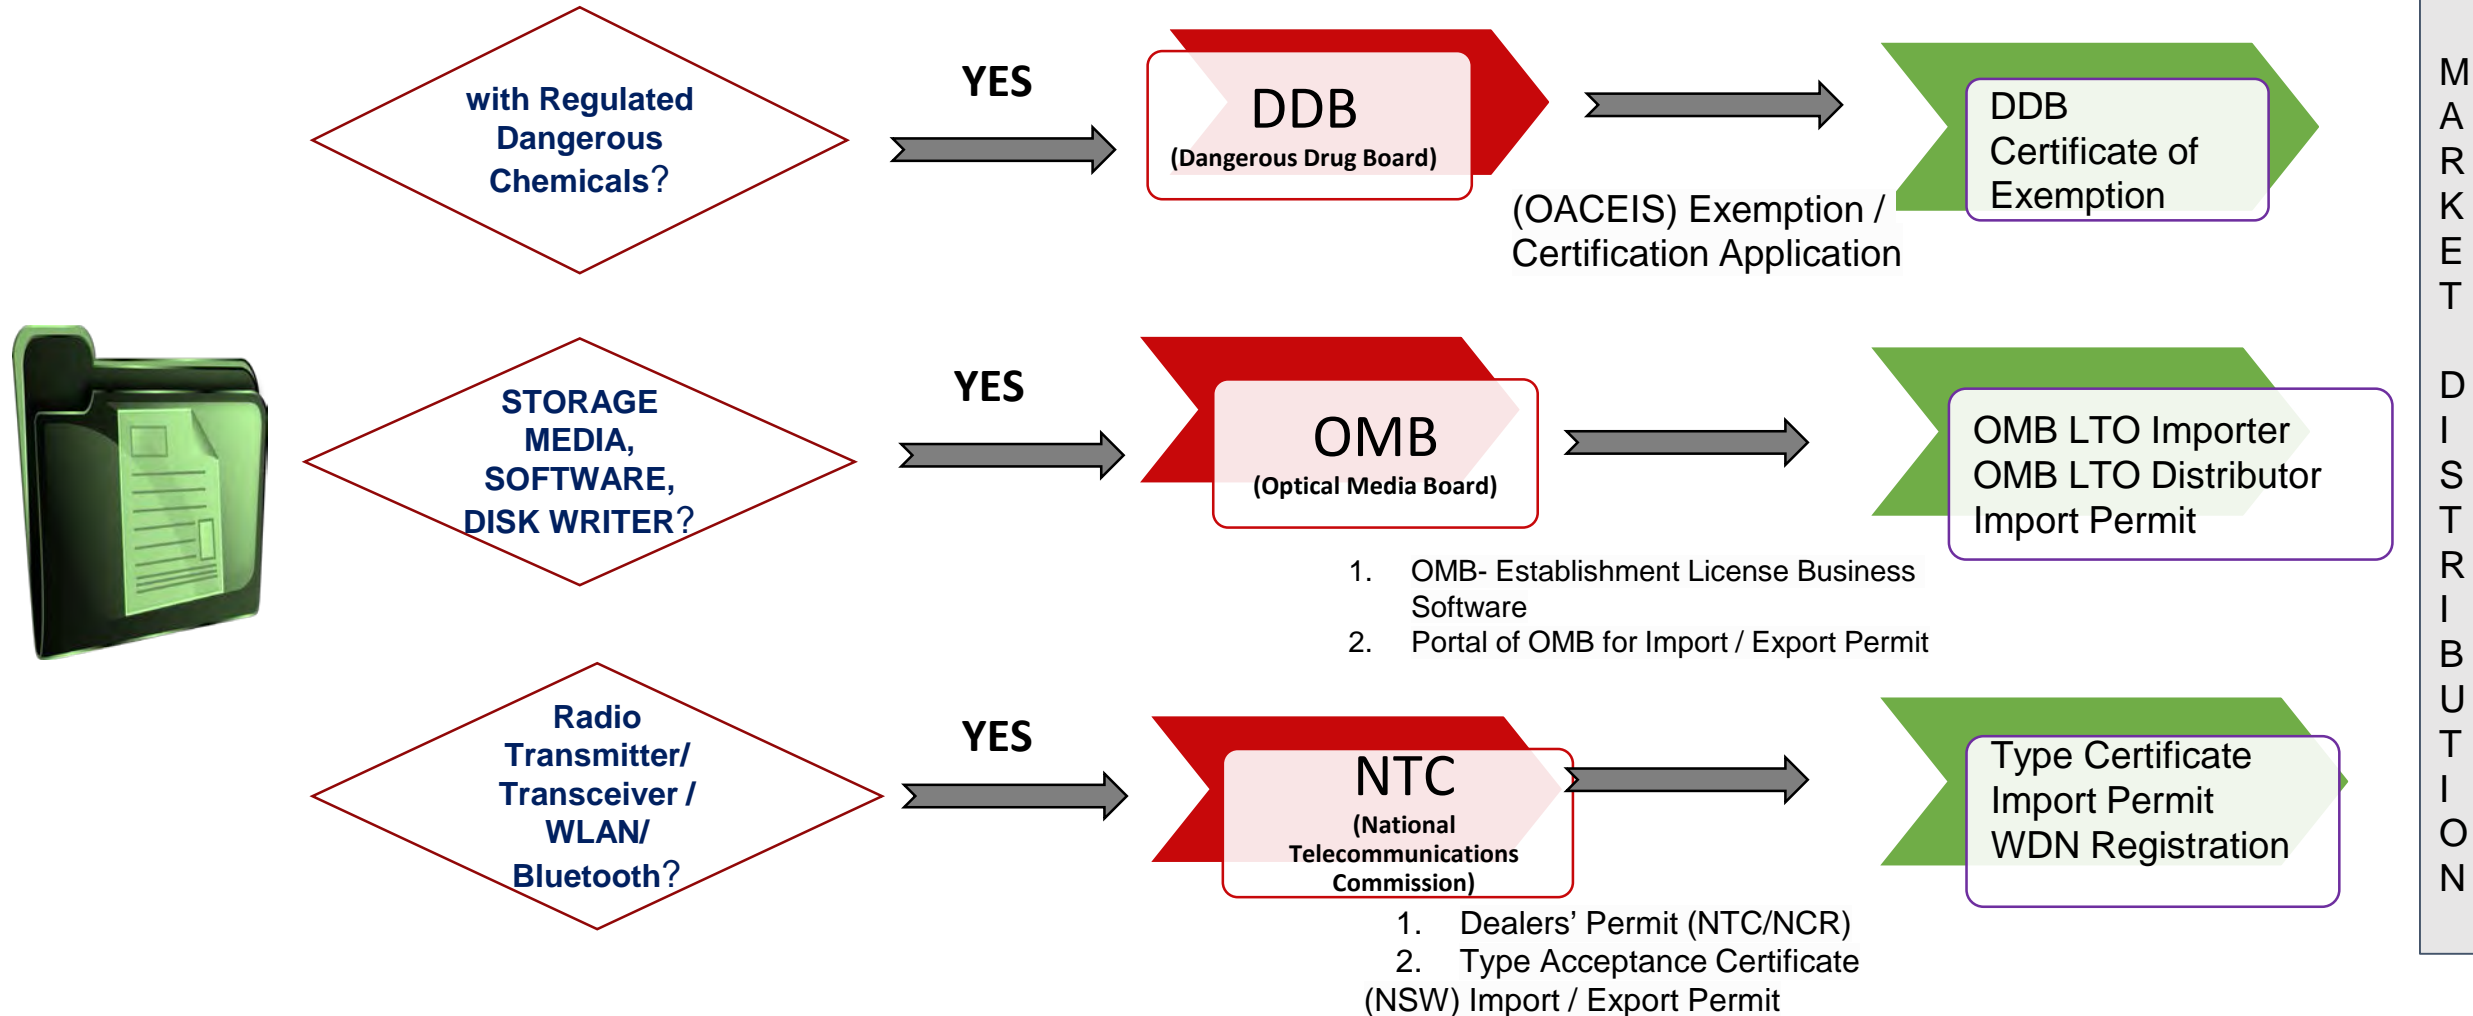 with Regulated
Dangerous
Chemicals?
YES
DDB
(Dangerous Drug Board)
(OACEIS) Exemption /
Certification Application
DDB
Certificate of
Exemption
STORAGE
MEDIA,
SOFTWARE,
DISK WRITER?
YES
OMB
(Optical Media Board)
1. OMB- Establishment License Business
Software
2. Portal of OMB for Import / Export Permit
OMB LTO Importer
OMB LTO Distributor
Import Permit
Radio
Transmitter/
Transceiver /
WLAN/
Bluetooth?
YES
NTC
(National
Telecommunications
Commission)
1. Dealers’ Permit (NTC/NCR)
2. Type Acceptance Certificate
(NSW) Import / Export Permit
Type Certificate
Import Permit
WDN Registration
MARKET DISTRIBUTION